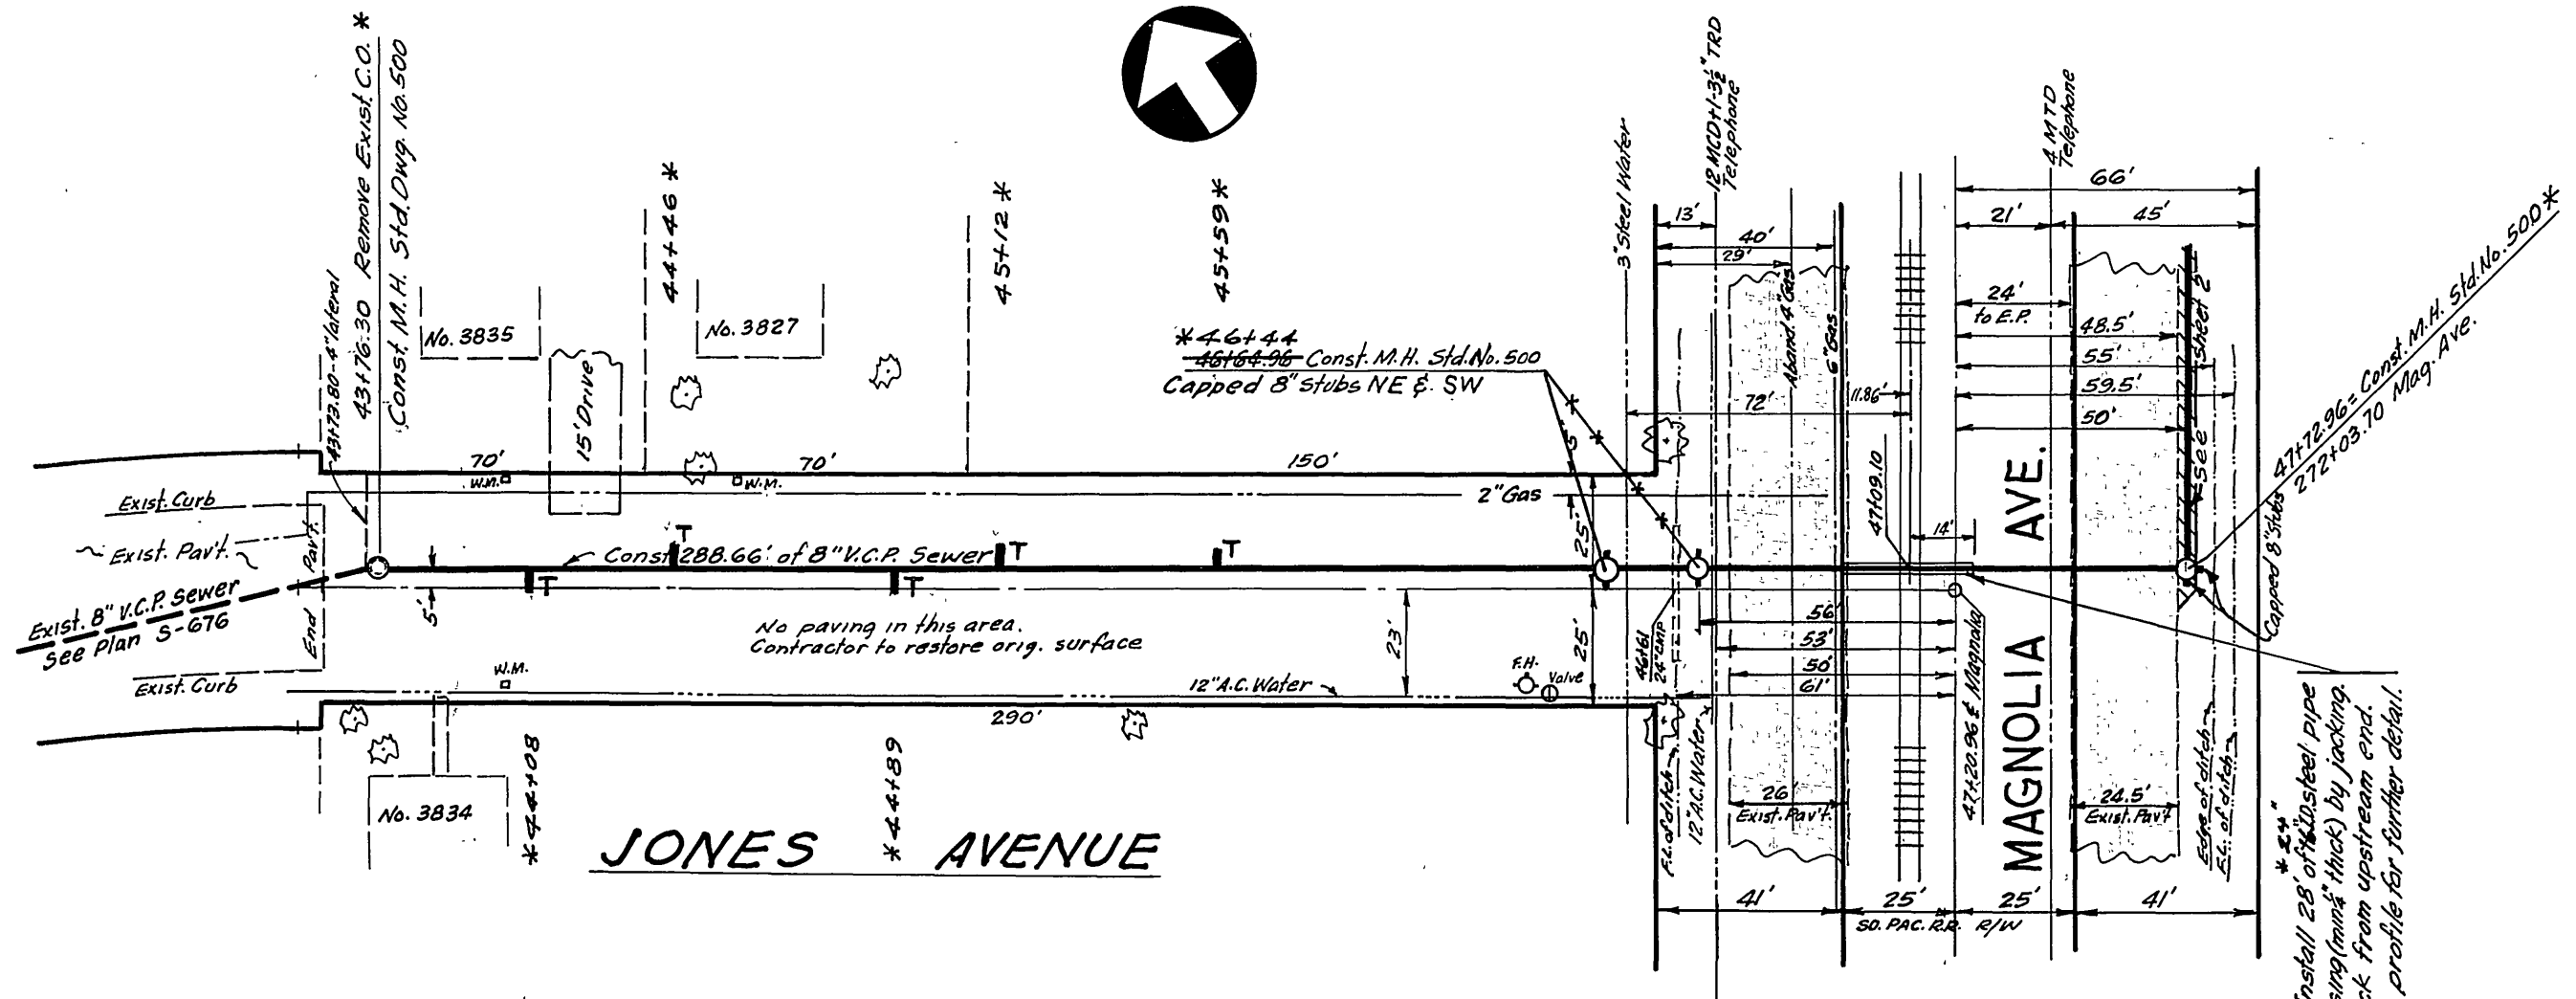 43+73.80-4" lateral
43+76.30 Remove Exist. C.O. *
Const. M.H. Std. Dwg. No. 500
44+46 *
45+12 *
45+59 *
No. 3835
No. 3827
15' Drive
*46+44
46+64.96 Const. M.H. Std. No. 500
Capped 8" Stubs NE & SW
3" Steel Water
12 MCD+1-3½" TRD
Telephone
4 MTD
Telephone
66'
13'
21'
45'
40'
29'
Aband. 4" Gas
6" Gas
24'
to E.P.
48.5'
55'
59.5'
50'
72'
11.86'
See Sheet 2
47+72.96= Const. M.H. Std. No. 500 *
272+03.70 Mag. Ave.
70'
70'
150'
W.M.
W.M.
2" Gas
5'
25'
47+09.10
14'
Exist. Curb
Exist. Pav't.
End Pav't.
Exist. 8" V.C.P. Sewer
See Plan S-676
Const. 288.66' of 8" V.C.P. Sewer
T
T
T
T
T
5'
No paving in this area.
Contractor to restore orig. surface
23'
25'
46+61
24" CMP
56'
53'
50'
61'
47+20.96 ℄ Magnolia
Capped 8" Stubs
Exist. Curb
W.M.
12" A.C. Water
F.H.
Valve
290'
No. 3834
*44+08
*44+89
JONES AVENUE
F.L. of ditch
12" A.C. Water
26'
Exist. Pav't.
MAGNOLIA AVE.
24.5'
Exist. Pav't
Edge of ditch
F.L. of ditch
41'
25'
25'
41'
SO. PAC. R.R. R/W
* 24"
Install 28' of I.D. steel pipe
sing (min ¼" thick) by jacking.
ck from upstream end.
profile for further detail.